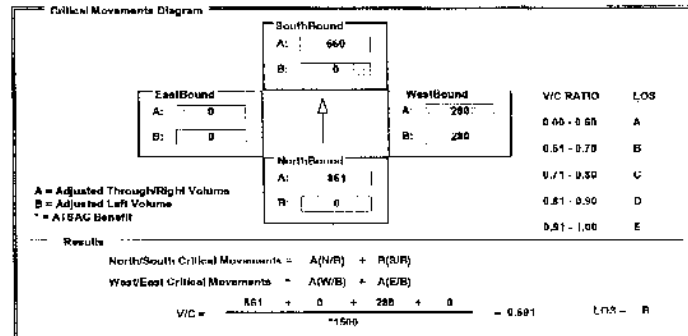 Critical Movements Diagram
SouthBound
A: 660
B: 0
EastBound
A: 0
B: 0
WestBound
A: 280
B: 280
NorthBound
A: 861
B: 0
V/C RATIO LOS
0.00 - 0.60 A
0.61 - 0.70 B
0.71 - 0.80 C
0.81 - 0.90 D
0.91 - 1.00 E
A = Adjusted Through/Right Volume
B = Adjusted Left Volume
* = ATSAC Benefit
Results
North/South Critical Movements = A(N/B) + B(S/B)
West/East Critical Movements = A(W/B) + A(E/B)
V/C = 861 + 0 + 280 + 0 = 0.691 LOS = B
*1500